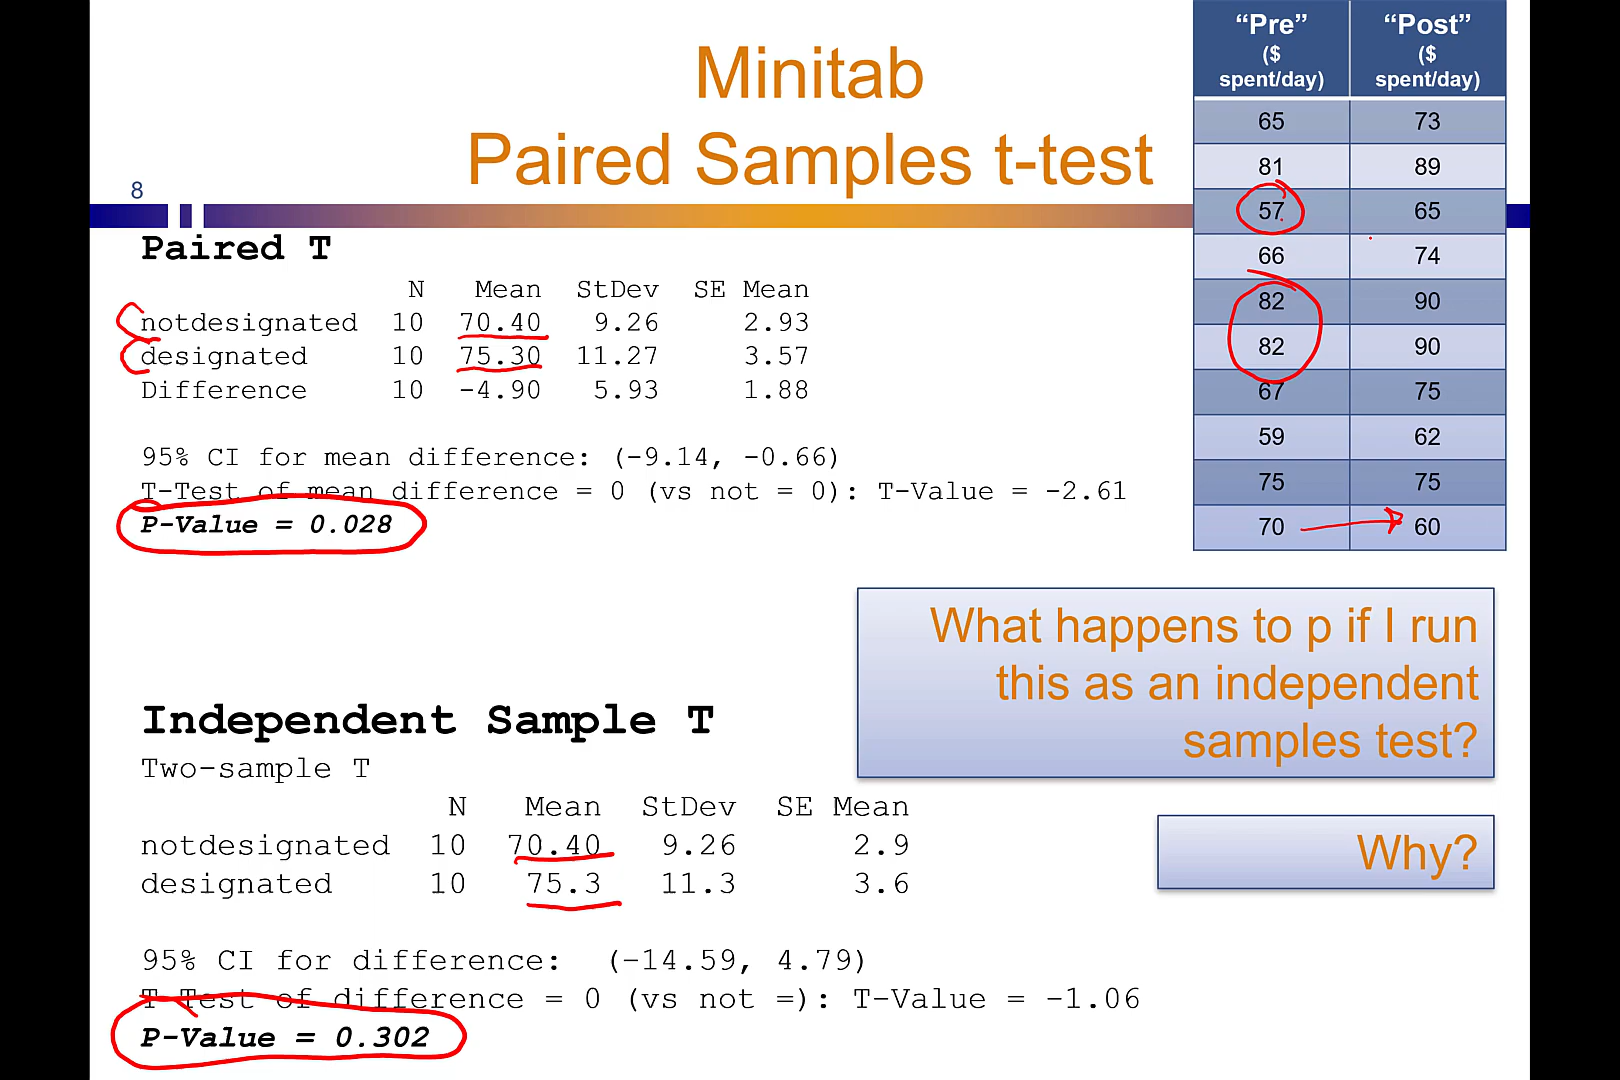 Minitab
Paired Samples t-test
8
“Pre” “Post”
($ ($
spent/day) spent/day)
65 73
81 89
57 65
66 74
82 90
82 90
67 75
59 62
75 75
70 60
Paired T
N Mean StDev SE Mean
notdesignated 10 70.40 9.26 2.93
designated 10 75.30 11.27 3.57
Difference 10 -4.90 5.93 1.88
95% CI for mean difference: (-9.14, -0.66)
T-Test of mean difference = 0 (vs not = 0): T-Value = -2.61
P-Value = 0.028
What happens to p if I run
this as an independent
samples test?
Why?
Independent Sample T
Two-sample T
N Mean StDev SE Mean
notdesignated 10 70.40 9.26 2.9
designated 10 75.3 11.3 3.6
95% CI for difference: (-14.59, 4.79)
T-Test of difference = 0 (vs not =): T-Value = -1.06
P-Value = 0.302